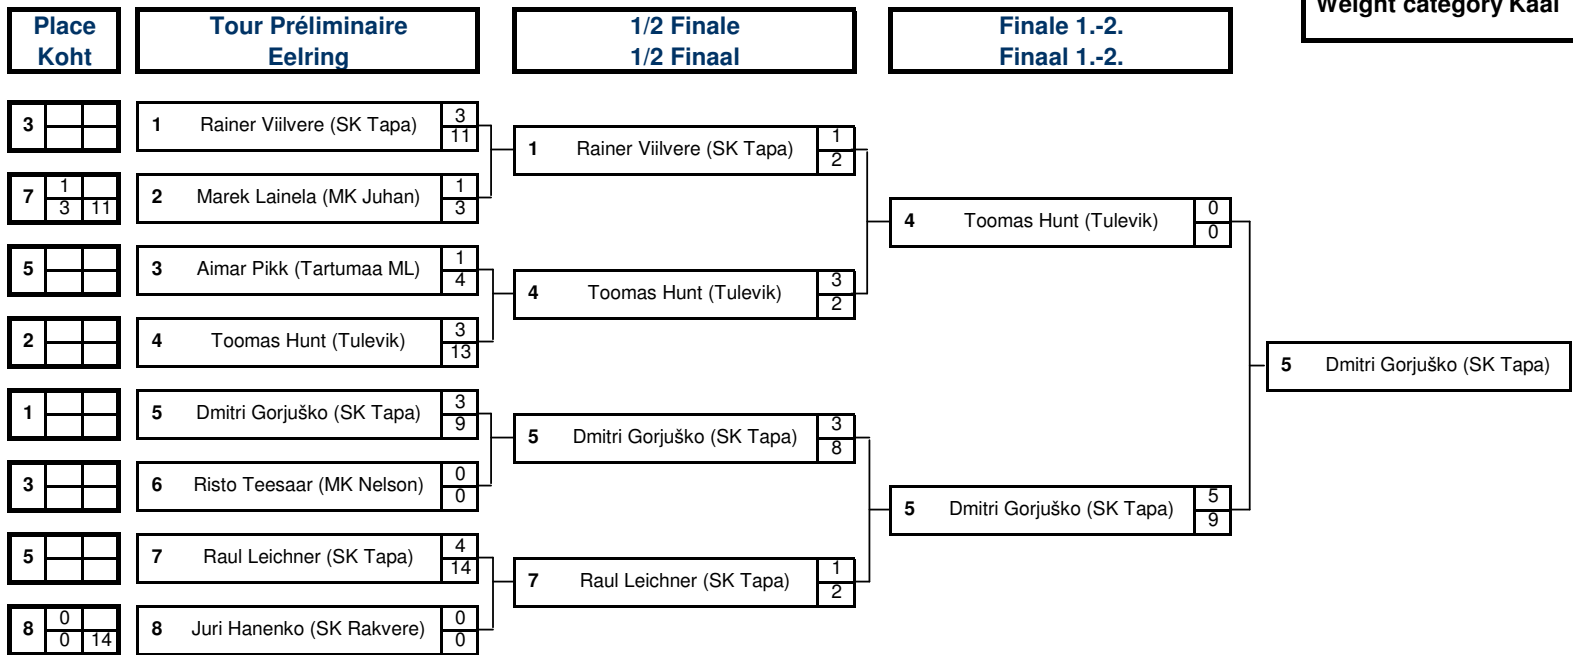 Weight category Kaal
Place Tour Préliminaire 1/2 Finale Finale 1.-2.
Koht Eelring 1/2 Finaal Finaal 1.-2.
3 1 Rainer Viilvere (SK Tapa) 3
11
1 Rainer Viilvere (SK Tapa) 1
2
7 1 2 Marek Lainela (MK Juhan) 1
3 11 3
4 Toomas Hunt (Tulevik) 0
0
5 3 Aimar Pikk (Tartumaa ML) 1
4
4 Toomas Hunt (Tulevik) 3
2
2 4 Toomas Hunt (Tulevik) 3
13
5 Dmitri Gorjuško (SK Tapa)
1 5 Dmitri Gorjuško (SK Tapa) 3
9
5 Dmitri Gorjuško (SK Tapa) 3
8
3 6 Risto Teesaar (MK Nelson) 0
0
5 Dmitri Gorjuško (SK Tapa) 5
9
5 7 Raul Leichner (SK Tapa) 4
14
7 Raul Leichner (SK Tapa) 1
2
8 0 8 Juri Hanenko (SK Rakvere) 0
0 14 0